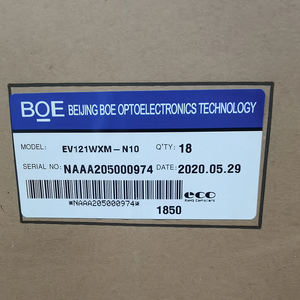 BOE BEIJING BOE OPTOELECTRONICS TECHNOLOGY
MODEL: EV121WXM-N10 Q'TY: 18
SERIAL NO: NAAA205000974 DATE: 2020.05.29
*NAAA205000974* eco
1850